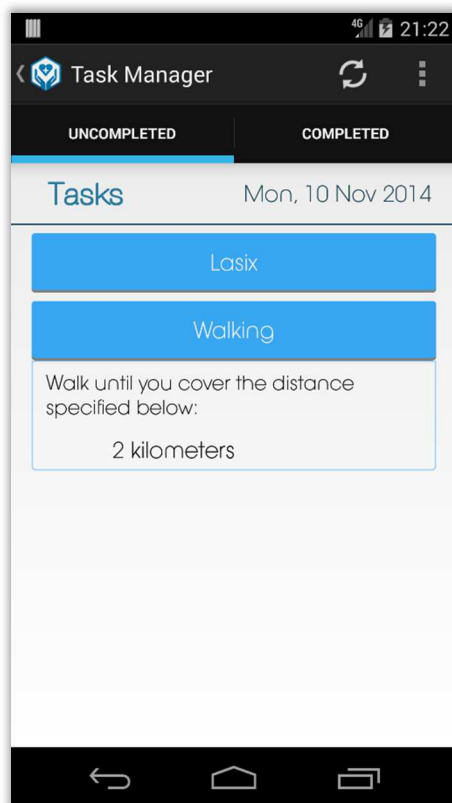 4G 21:22
Task Manager
UNCOMPLETED COMPLETED
Tasks Mon, 10 Nov 2014
Lasix
Walking
Walk until you cover the distance
specified below:
2 kilometers